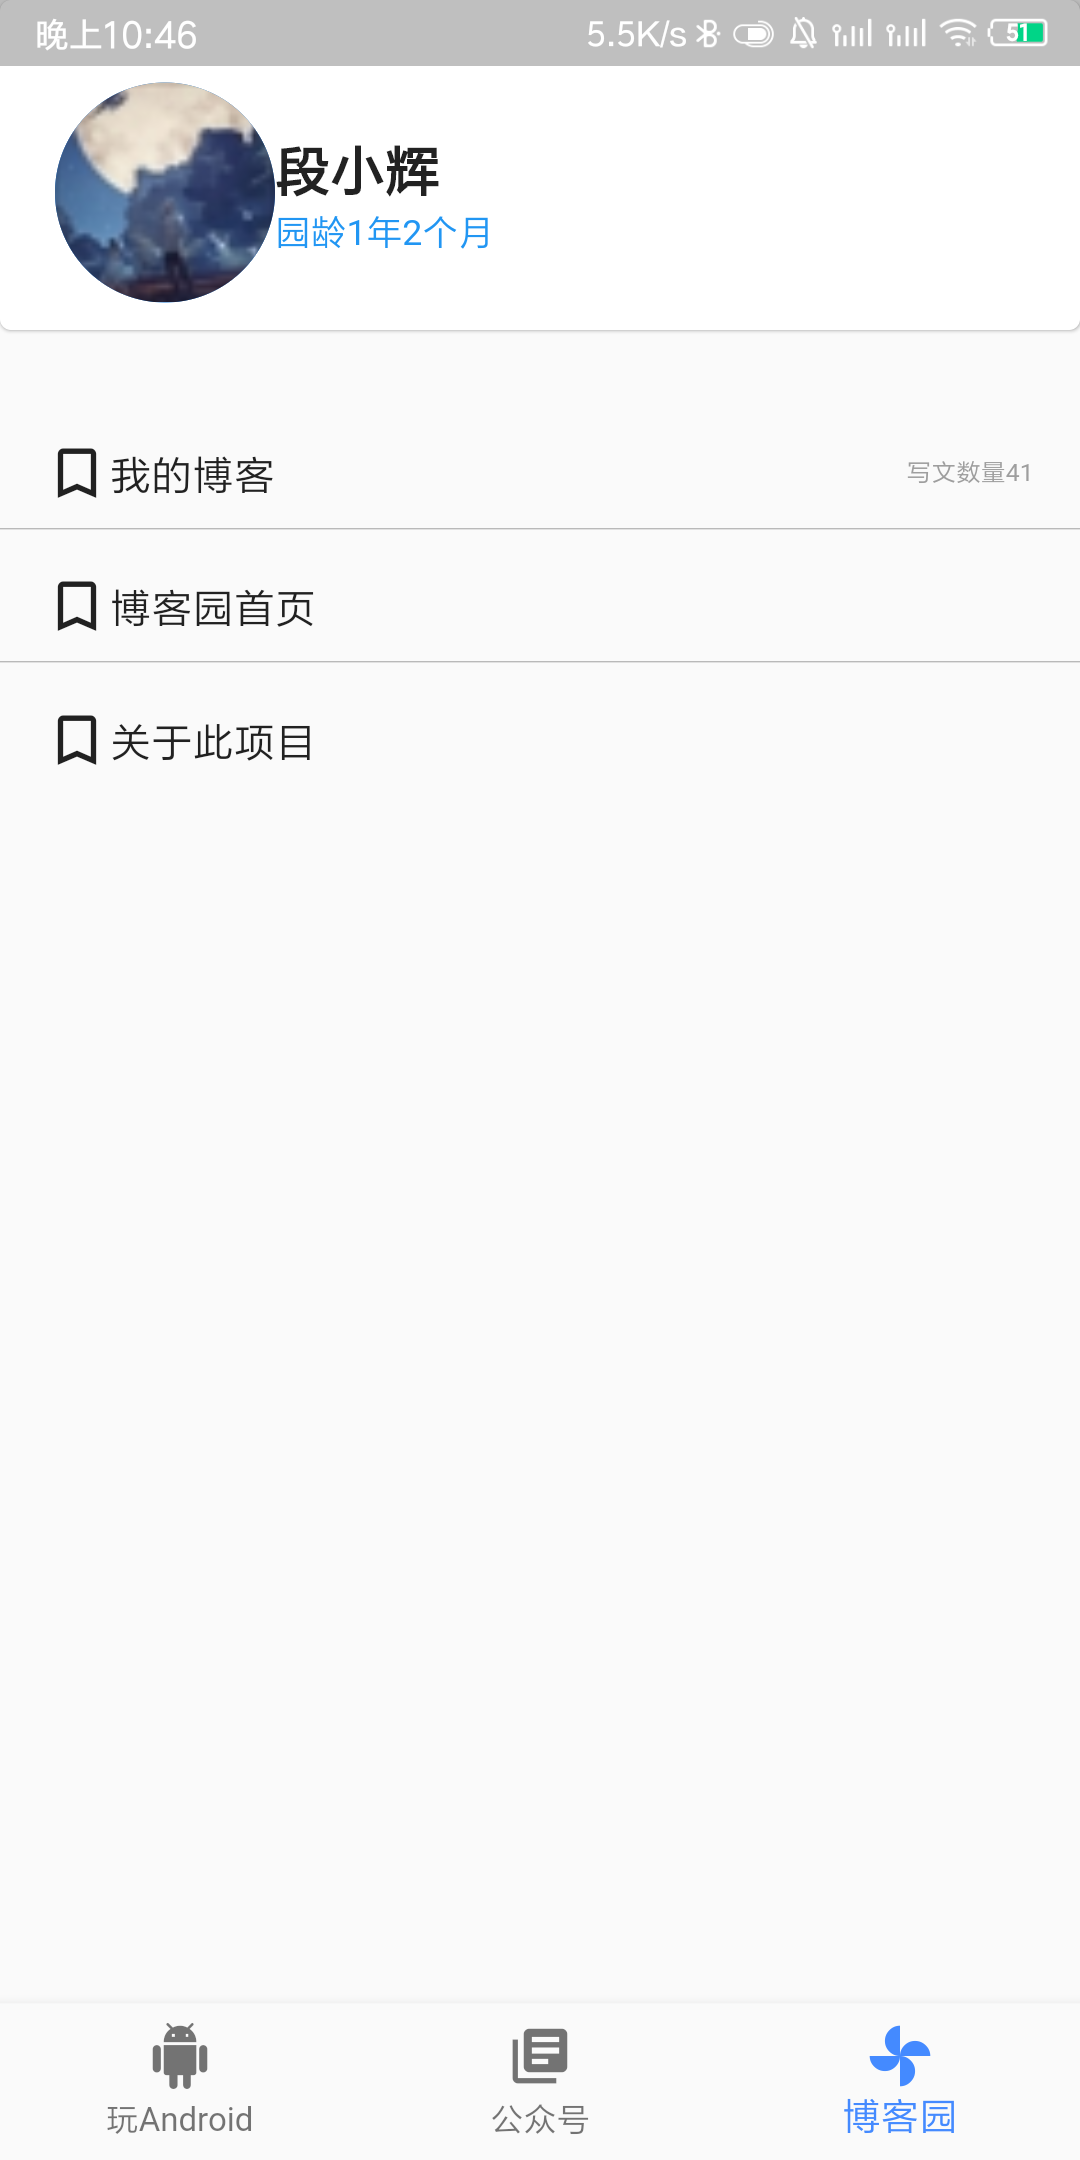 晚上10:46 5.5K/s 51
段小辉
园龄1年2个月
我的博客 写文数量41
博客园首页
关于此项目
玩Android 公众号 博客园